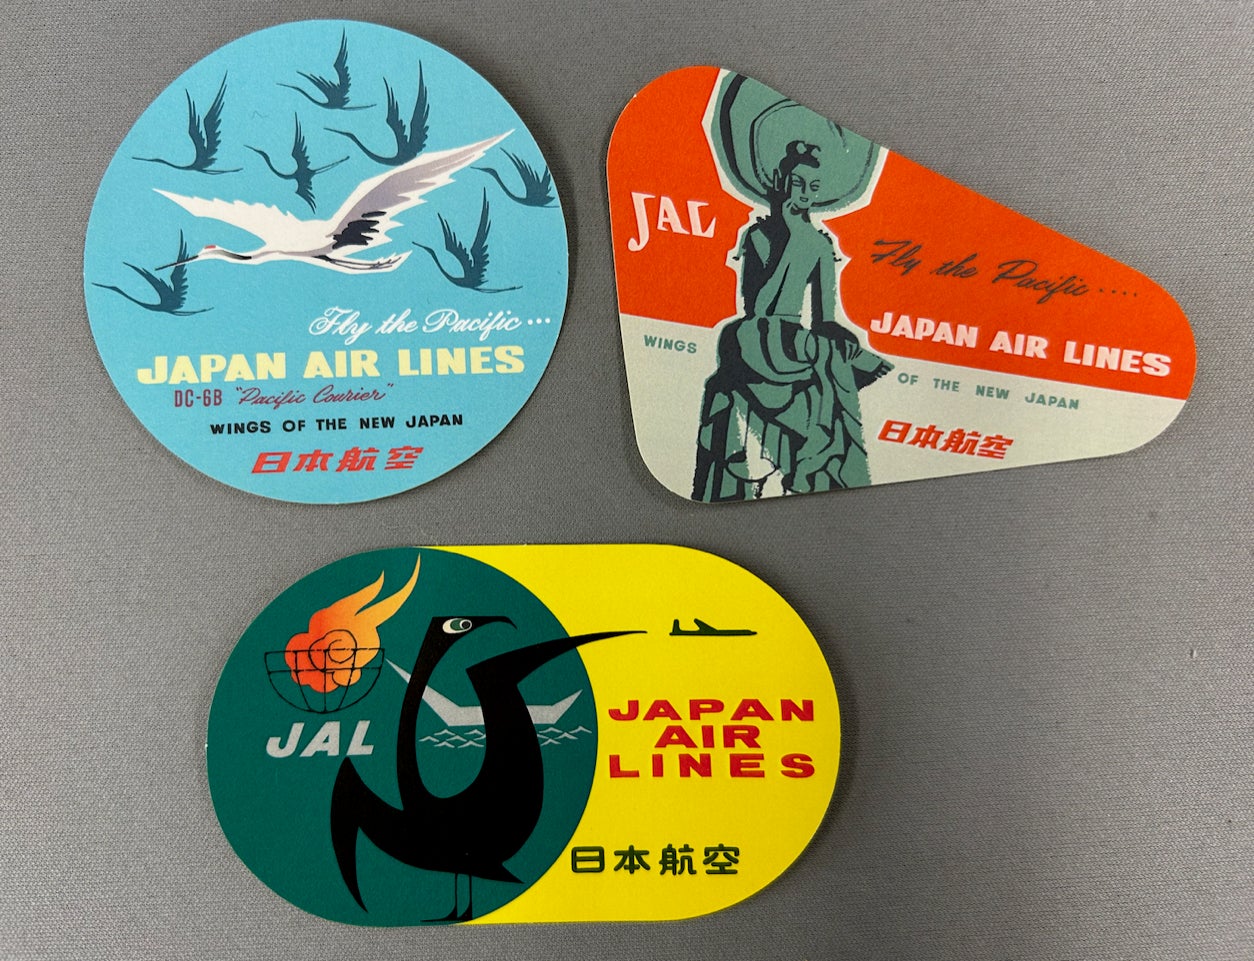 Fly the Pacific...
JAPAN AIR LINES
DC-6B "Pacific Courier"
WINGS OF THE NEW JAPAN
日本航空
JAL
Fly the Pacific....
JAPAN AIR LINES
WINGS OF THE NEW JAPAN
日本航空
JAL
JAPAN
AIR
LINES
日本航空